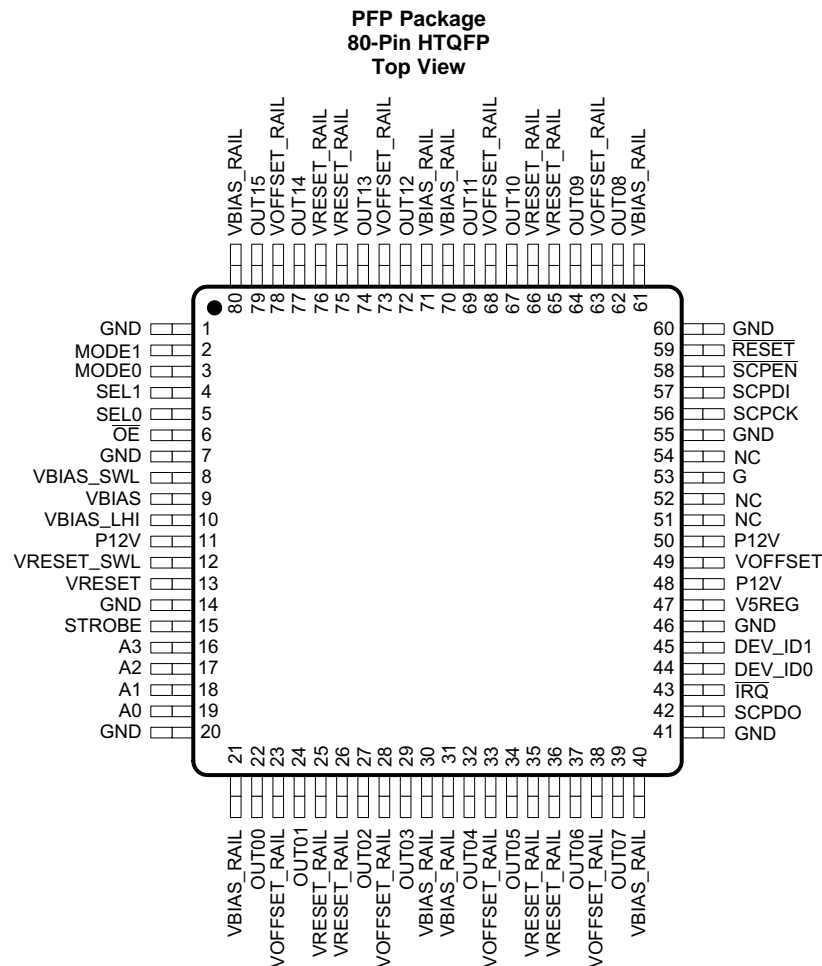 PFP Package
80-Pin HTQFP
Top View
VBIAS_RAIL
OUT15
VOFFSET_RAIL
OUT14
VRESET_RAIL
VRESET_RAIL
OUT13
VOFFSET_RAIL
OUT12
VBIAS_RAIL
VBIAS_RAIL
OUT11
VOFFSET_RAIL
OUT10
VRESET_RAIL
VRESET_RAIL
OUT09
VOFFSET_RAIL
OUT08
VBIAS_RAIL
80
79
78
77
76
75
74
73
72
71
70
69
68
67
66
65
64
63
62
61
GND 1
MODE1 2
MODE0 3
SEL1 4
SEL0 5
OE 6
GND 7
VBIAS_SWL 8
VBIAS 9
VBIAS_LHI 10
P12V 11
VRESET_SWL 12
VRESET 13
GND 14
STROBE 15
A3 16
A2 17
A1 18
A0 19
GND 20
60 GND
59 RESET
58 SCPEN
57 SCPDI
56 SCPCK
55 GND
54 NC
53 G
52 NC
51 NC
50 P12V
49 VOFFSET
48 P12V
47 V5REG
46 GND
45 DEV_ID1
44 DEV_ID0
43 IRQ
42 SCPDO
41 GND
21
22
23
24
25
26
27
28
29
30
31
32
33
34
35
36
37
38
39
40
VBIAS_RAIL
OUT00
VOFFSET_RAIL
OUT01
VRESET_RAIL
VRESET_RAIL
OUT02
VOFFSET_RAIL
OUT03
VBIAS_RAIL
VBIAS_RAIL
OUT04
VOFFSET_RAIL
OUT05
VRESET_RAIL
VRESET_RAIL
OUT06
VOFFSET_RAIL
OUT07
VBIAS_RAIL